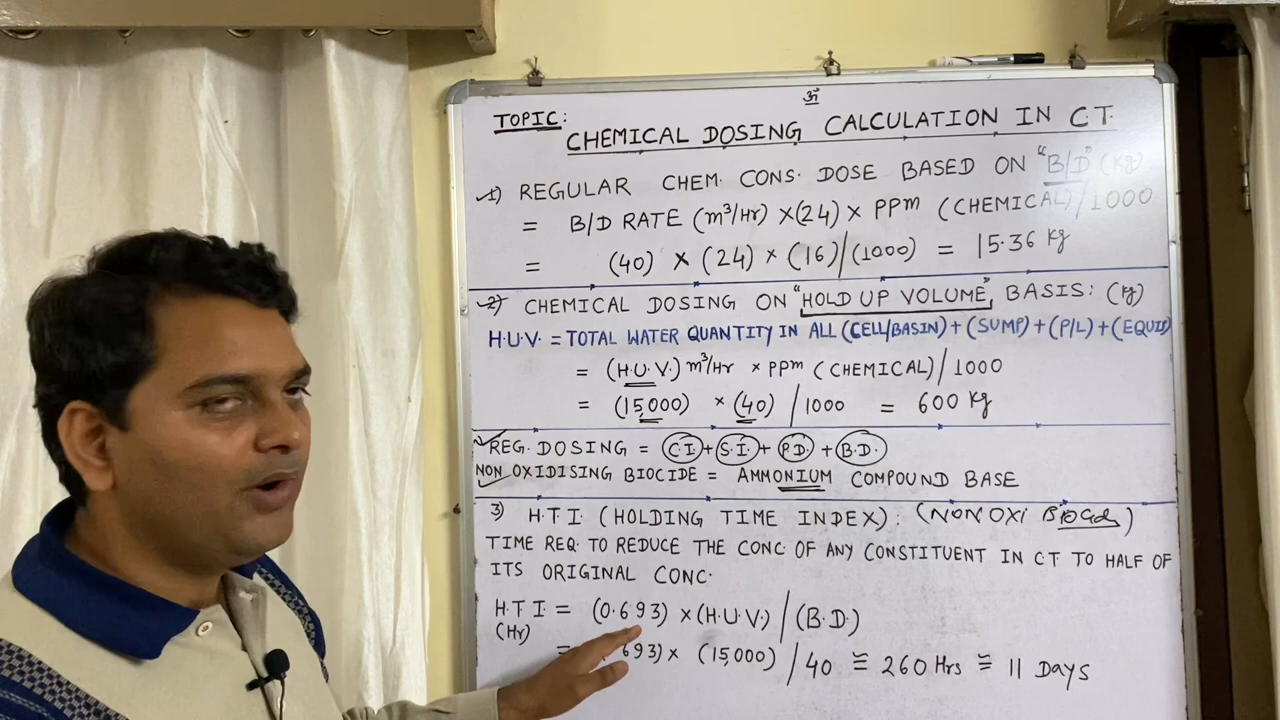 ॐ
TOPIC:
CHEMICAL DOSING CALCULATION IN C.T.
1) REGULAR CHEM. CONS. DOSE BASED ON "B/D" (Kg)
= B/D RATE (m³/Hr) ×(24) × PPm (CHEMICAL)/1000
= (40) × (24) × (16)/(1000) = 15.36 Kg
2) CHEMICAL DOSING ON "HOLD UP VOLUME" BASIS: (Kg)
H.U.V. = TOTAL WATER QUANTITY IN ALL (CELL/BASIN)+(SUMP)+(P/L)+(EQUIP)
= (H.U.V.) m³/Hr × PPm (CHEMICAL)/1000
= (15,000) × (40) /1000 = 600 Kg
REG. DOSING = C.I. + S.I. + P.D. + B.D.
NON OXIDISING BIOCIDE = AMMONIUM COMPOUND BASE
3) H.T.I. (HOLDING TIME INDEX): (NON OXI BIOCIDE)
TIME REQ. TO REDUCE THE CONC OF ANY CONSTITUENT IN C.T TO HALF OF
ITS ORIGINAL CONC.
H.T.I = (0.693) ×(H.U.V.) / (B.D.)
(Hr)
= 693)× (15,000) / 40 ≅ 260 Hrs ≅ 11 DAYS